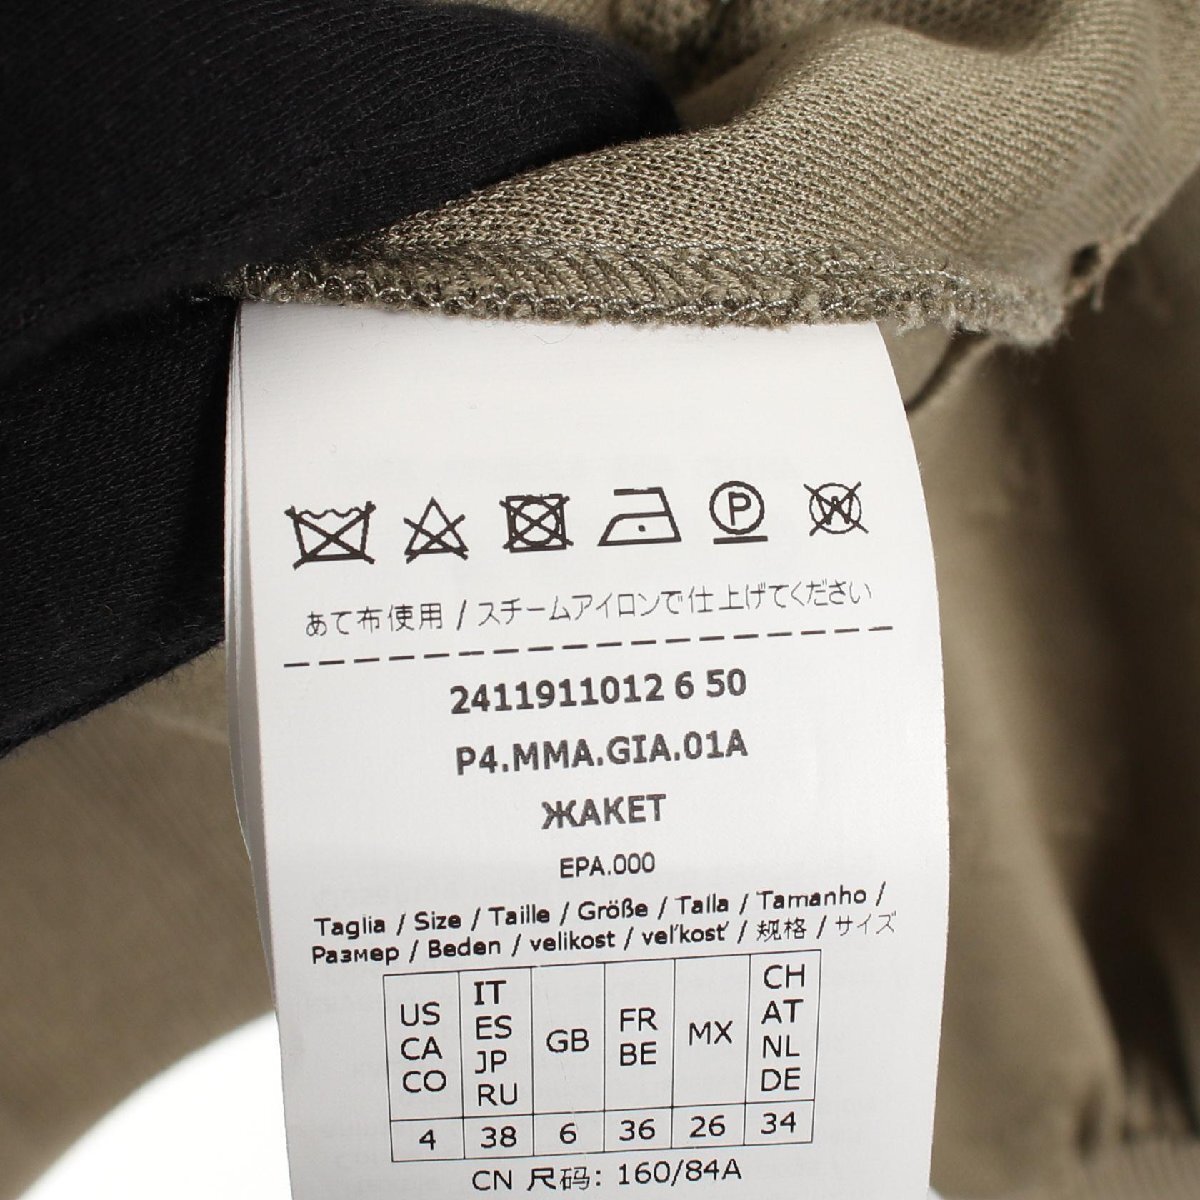 P
W
あて布使用 / スチームアイロンで仕上げてください
2411911012 6 50
P4.MMA.GIA.01A
ЖАКЕТ
EPA.000
Taglia / Size / Taille / Größe / Talla / Tamanho /
Размер / Beden / velikost / veľkosť / 规格 / サイズ
US CA CO
IT ES JP RU
GB
FR BE
MX
CH AT NL DE
4 38 6 36 26 34
CN 尺码: 160/84A